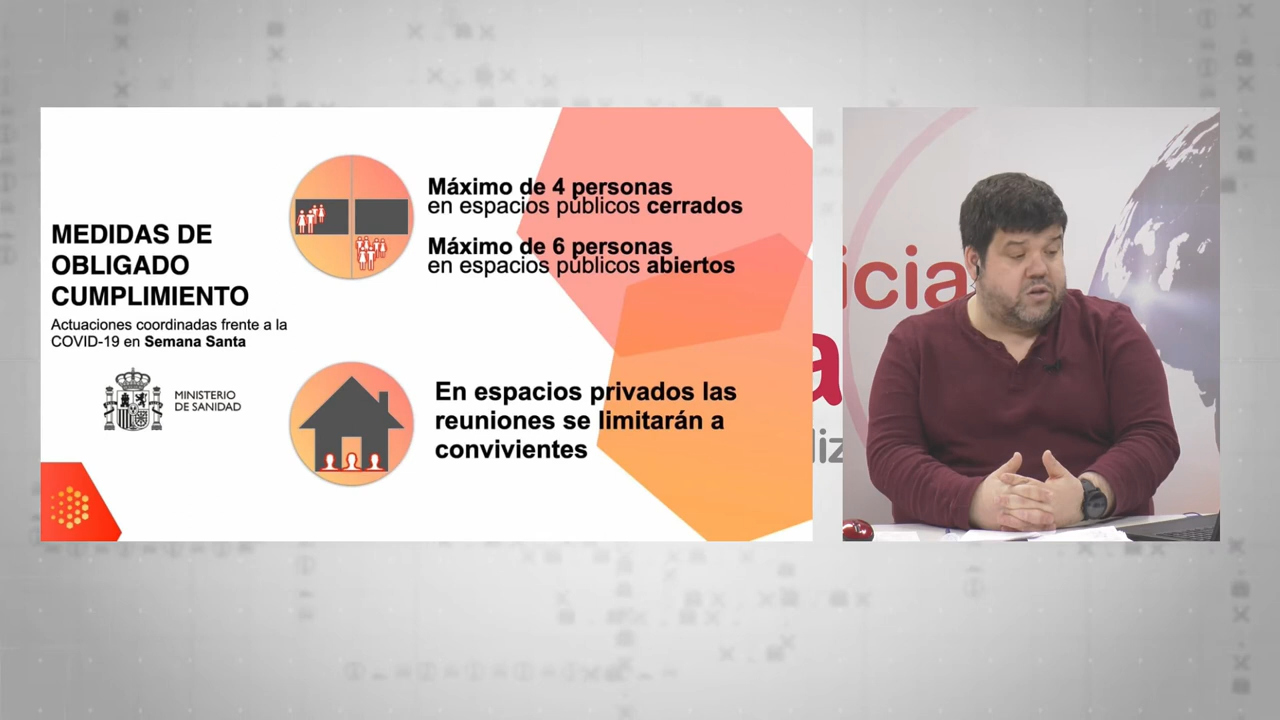 MEDIDAS DE
OBLIGADO
CUMPLIMIENTO
Actuaciones coordinadas frente a la
COVID-19 en Semana Santa
MINISTERIO
DE SANIDAD
Máximo de 4 personas
en espacios públicos cerrados
Máximo de 6 personas
en espacios públicos abiertos
En espacios privados las
reuniones se limitarán a
convivientes
icia
a
liz